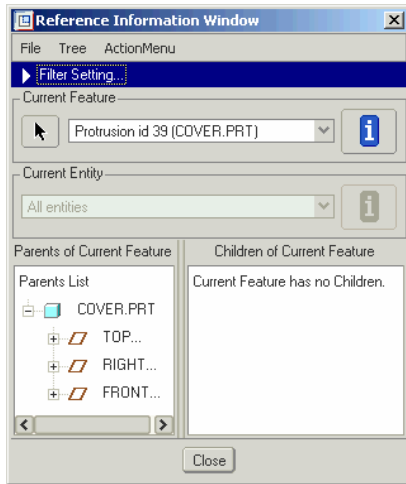 Reference Information Window
File Tree ActionMenu
Filter Setting...
Current Feature
Protrusion id 39 (COVER.PRT)
Current Entity
All entities
Parents of Current Feature
Children of Current Feature
Parents List
Current Feature has no Children.
COVER.PRT
TOP...
RIGHT...
FRONT...
Close